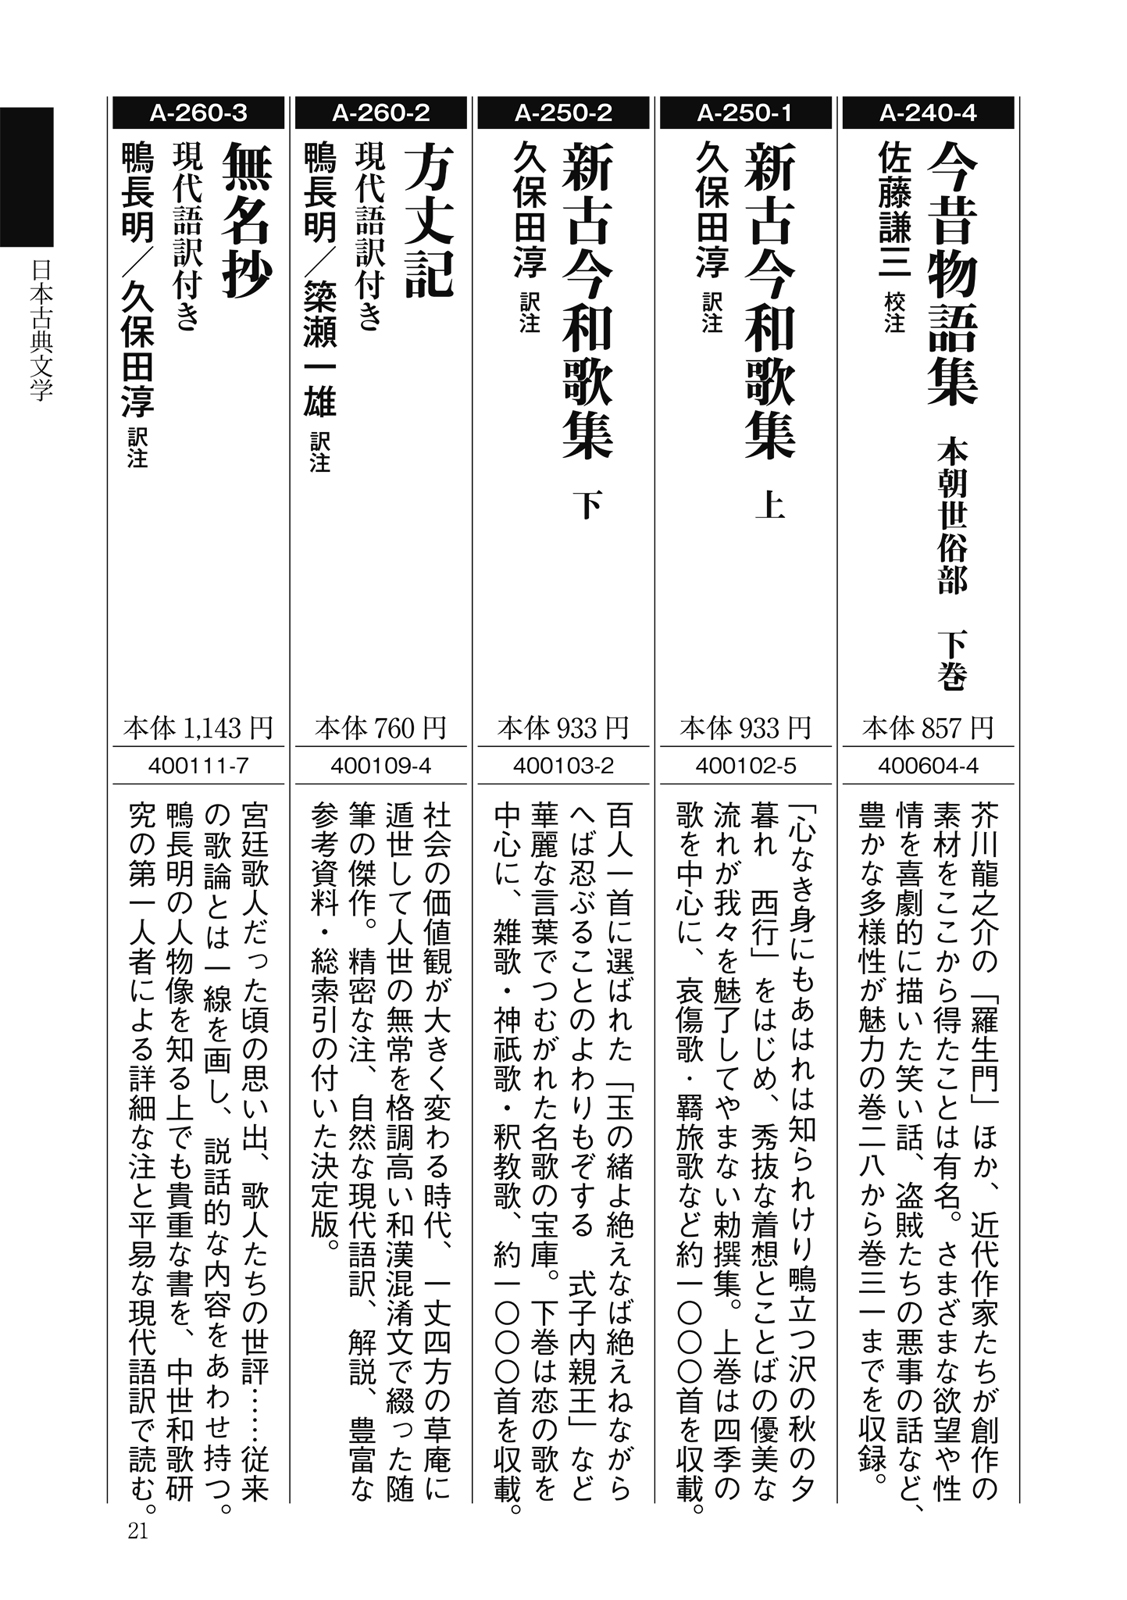 A-240-4
今昔物語集 本朝世俗部 下巻
佐藤謙三 校注
本体 857 円
400604-4
芥川龍之介の「羅生門」ほか、近代作家たちが創作の
素材をここから得たことは有名。さまざまな欲望や性
情を喜劇的に描いた笑い話、盗賊たちの悪事の話など、
豊かな多様性が魅力の巻二八から巻三一までを収録。
A-250-1
新古今和歌集 上
久保田淳 訳注
本体 933 円
400102-5
「心なき身にもあはれは知られけり鴫立つ沢の秋の夕
暮れ　西行」をはじめ、秀抜な着想とことばの優美な
流れが我々を魅了してやまない勅撰集。上巻は四季の
歌を中心に、哀傷歌・羇旅歌など約一〇〇〇首を収載。
A-250-2
新古今和歌集 下
久保田淳 訳注
本体 933 円
400103-2
百人一首に選ばれた「玉の緒よ絶えなば絶えねながら
へば忍ぶることのよわりもぞする　式子内親王」など
華麗な言葉でつむがれた名歌の宝庫。下巻は恋の歌を
中心に、雑歌・神祇歌・釈教歌、約一〇〇〇首を収載。
A-260-2
方丈記
現代語訳付き
鴨長明／簗瀬一雄 訳注
本体 760 円
400109-4
社会の価値観が大きく変わる時代、一丈四方の草庵に
遁世して人世の無常を格調高い和漢混淆文で綴った随
筆の傑作。精密な注、自然な現代語訳、解説、豊富な
参考資料・総索引の付いた決定版。
A-260-3
無名抄
現代語訳付き
鴨長明／久保田淳 訳注
本体 1,143 円
400111-7
宮廷歌人だった頃の思い出、歌人たちの世評……従来
の歌論とは一線を画し、説話的な内容をあわせ持つ。
鴨長明の人物像を知る上でも貴重な書を、中世和歌研
究の第一人者による詳細な注と平易な現代語訳で読む。
日本古典文学
21